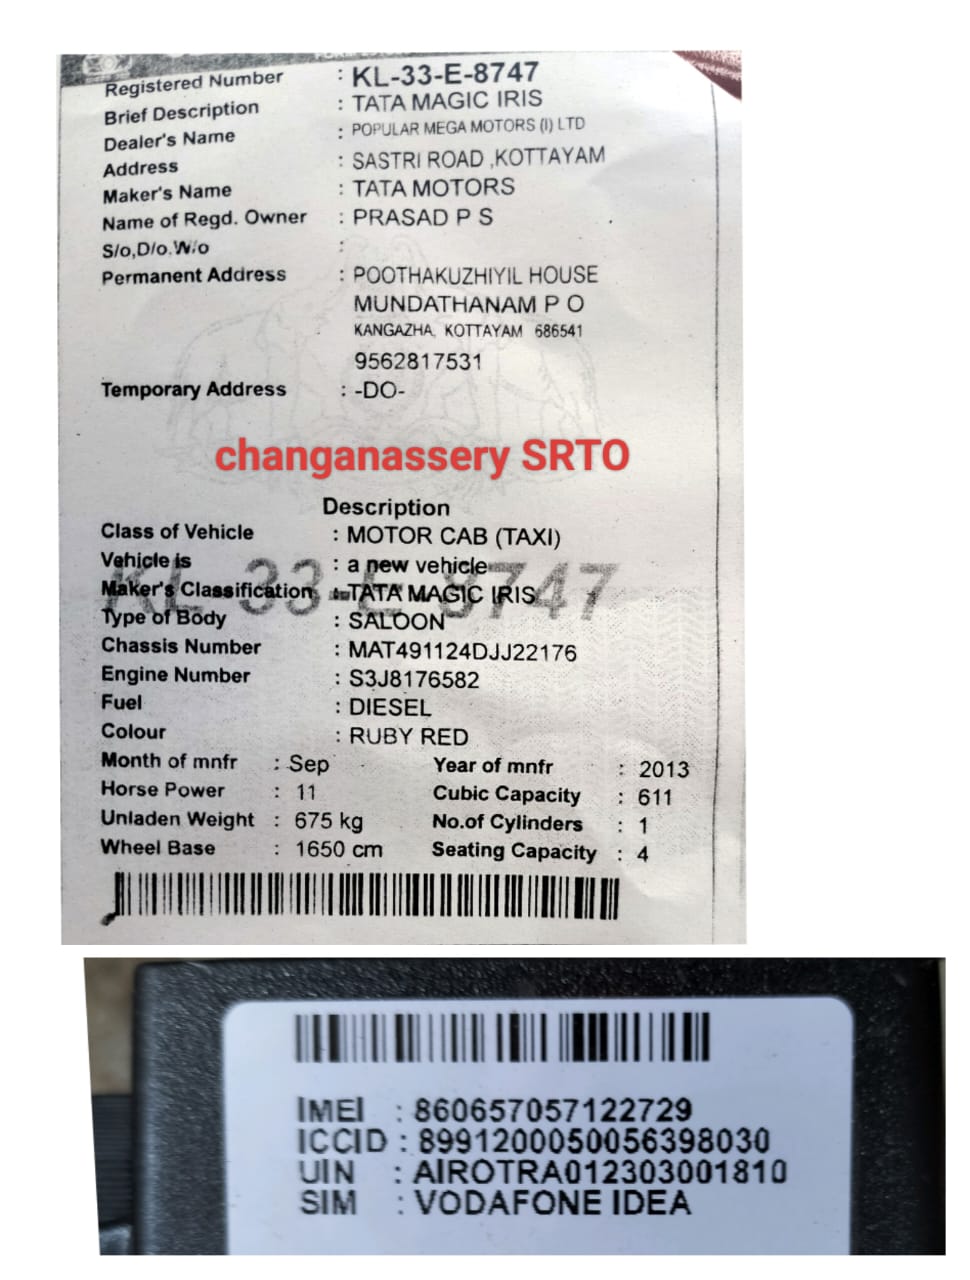 Registered Number : KL-33-E-8747
Brief Description : TATA MAGIC IRIS
Dealer's Name : POPULAR MEGA MOTORS (I) LTD
Address : SASTRI ROAD ,KOTTAYAM
Maker's Name : TATA MOTORS
Name of Regd. Owner : PRASAD P S
S/o,D/o.W/o :
Permanent Address : POOTHAKUZHIYIL HOUSE
MUNDATHANAM P O
KANGAZHA, KOTTAYAM 686541
9562817531
Temporary Address : -DO-
changanassery SRTO
Description
Class of Vehicle : MOTOR CAB (TAXI)
Vehicle is : a new vehicle
KL-33-E-8747
Maker's Classification : TATA MAGIC IRIS
Type of Body : SALOON
Chassis Number : MAT491124DJJ22176
Engine Number : S3J8176582
Fuel : DIESEL
Colour : RUBY RED
Month of mnfr : Sep Year of mnfr : 2013
Horse Power : 11 Cubic Capacity : 611
Unladen Weight : 675 kg No.of Cylinders : 1
Wheel Base : 1650 cm Seating Capacity : 4
IMEI : 860657057122729
ICCID : 8991200050056398030
UIN : AIROTRA012303001810
SIM : VODAFONE IDEA